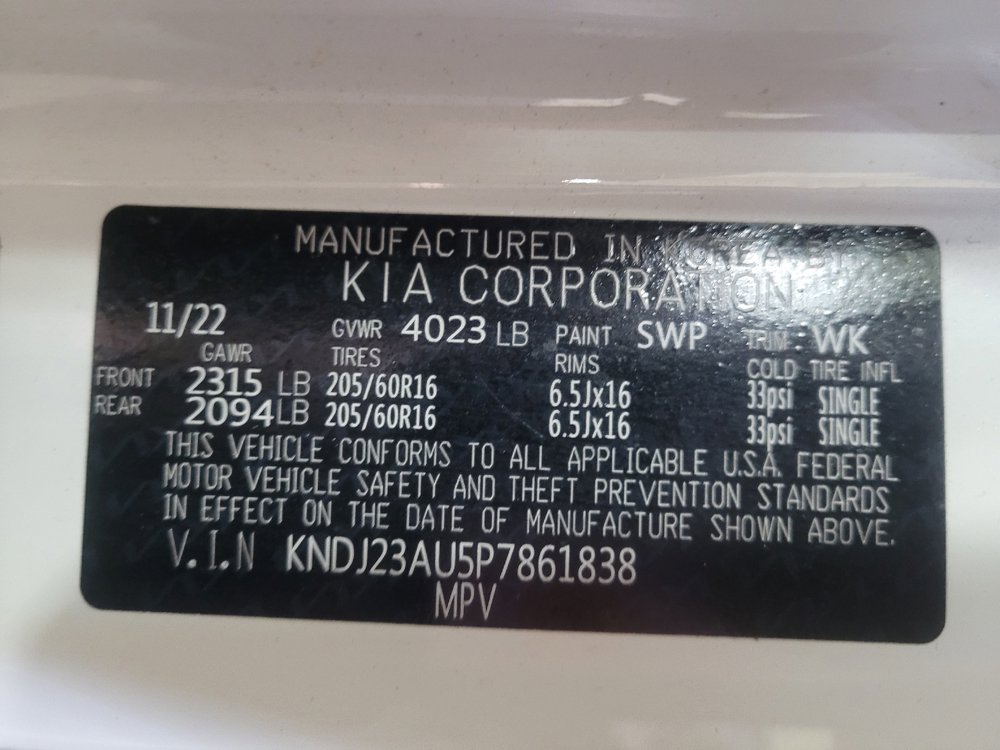 MANUFACTURED IN KOREA BY
KIA CORPORATION
11/22 GVWR 4023 LB PAINT SWP TRIM: WK
GAWR TIRES RIMS COLD TIRE INFL
FRONT 2315 LB 205/60R16 6.5Jx16 33psi SINGLE
REAR 2094 LB 205/60R16 6.5Jx16 33psi SINGLE
THIS VEHICLE CONFORMS TO ALL APPLICABLE U.S.A. FEDERAL
MOTOR VEHICLE SAFETY AND THEFT PREVENTION STANDARDS
IN EFFECT ON THE DATE OF MANUFACTURE SHOWN ABOVE.
V.I.N KNDJ23AU5P7861838
MPV